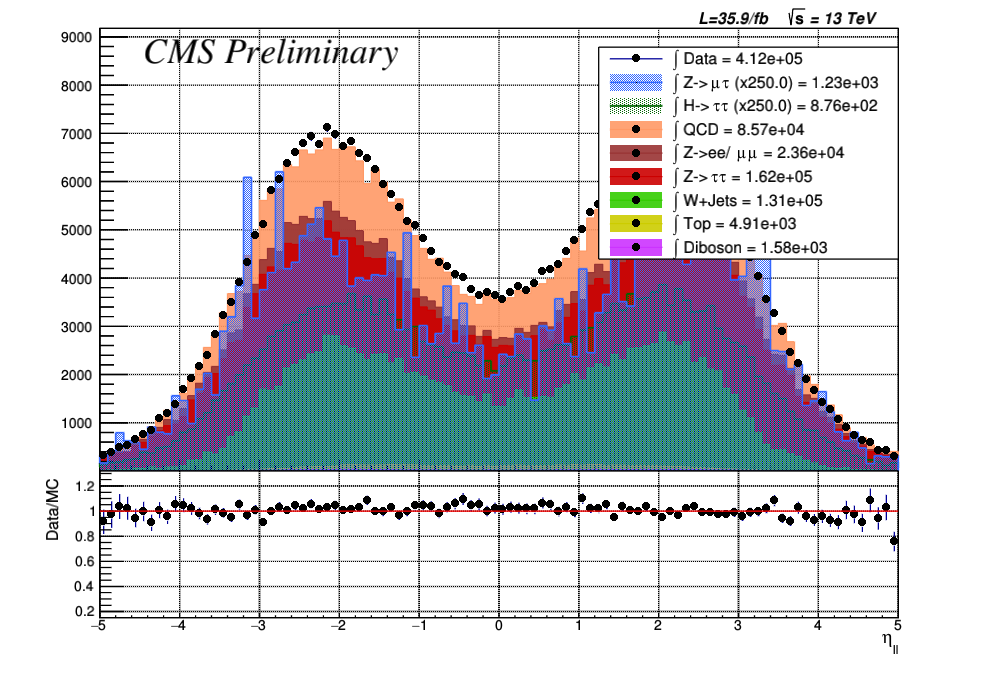 L=35.9/fb √s = 13 TeV
CMS Preliminary
∫ Data = 4.12e+05
∫ Z->μτ (x250.0) = 1.23e+03
∫ H->ττ (x250.0) = 8.76e+02
∫ QCD = 8.57e+04
∫ Z->ee/ μμ = 2.36e+04
∫ Z->ττ = 1.62e+05
∫ W+Jets = 1.31e+05
∫ Top = 4.91e+03
∫ Diboson = 1.58e+03
9000
8000
7000
6000
5000
4000
3000
2000
1000
Data/MC
1.2
1
0.8
0.6
0.4
0.2
−5 −4 −3 −2 −1 0 1 2 3 4 5
η_ll